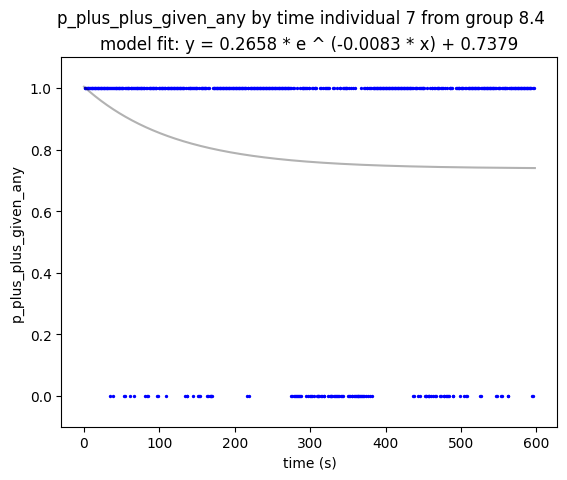 p_plus_plus_given_any by time individual 7 from group 8.4
model fit: y = 0.2658 * e ^ (-0.0083 * x) + 0.7379
p_plus_plus_given_any
1.0
0.8
0.6
0.4
0.2
0.0
0 100 200 300 400 500 600
time (s)